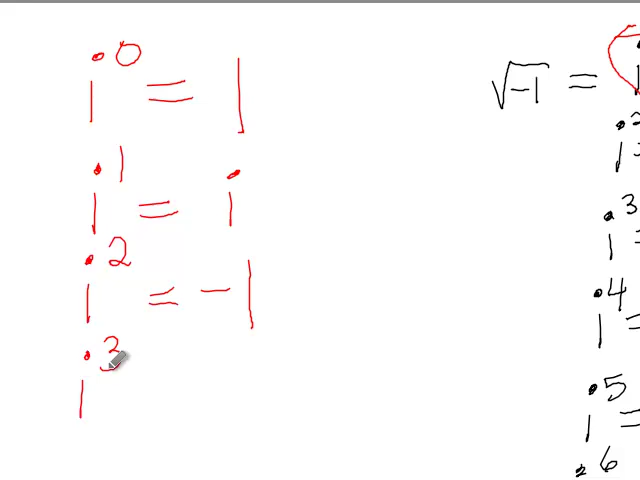 i⁰ = 1
i¹ = i
i² = -1
i³
√-1 = i
i² =
i³ =
i⁴ =
i⁵ =
i⁶